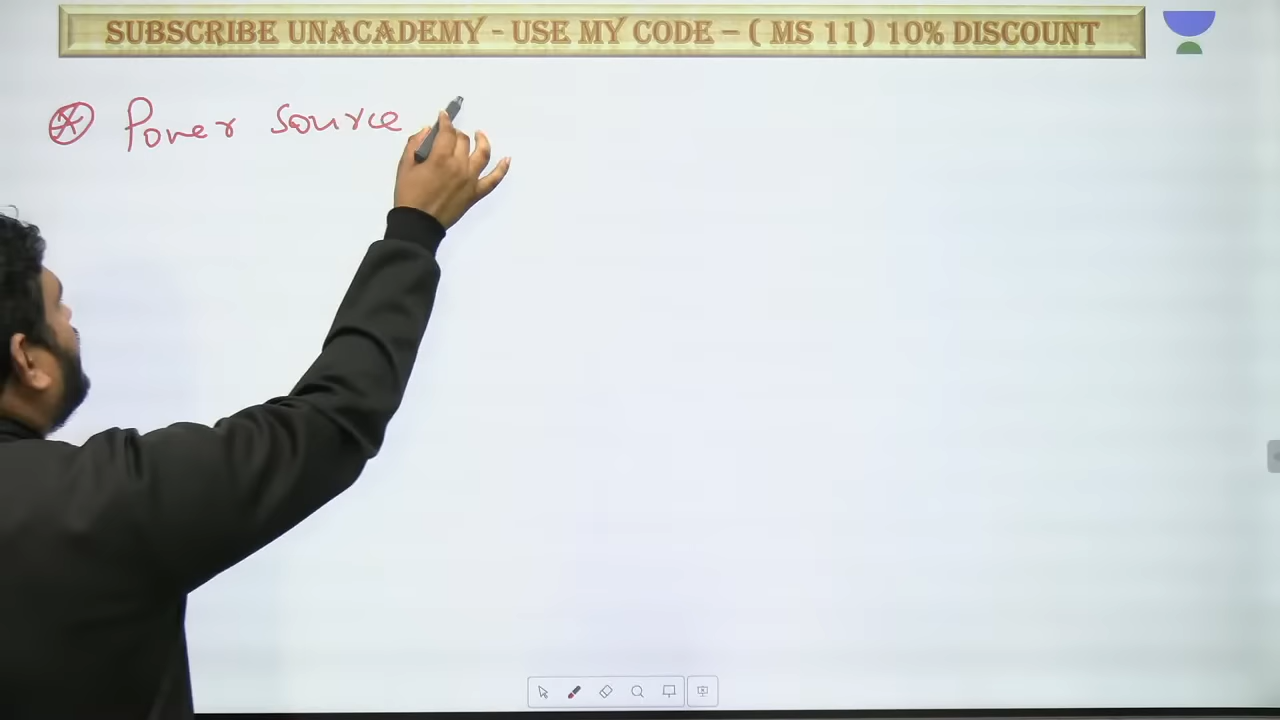 SUBSCRIBE UNACADEMY - USE MY CODE – ( MS 11) 10% DISCOUNT
Power Source